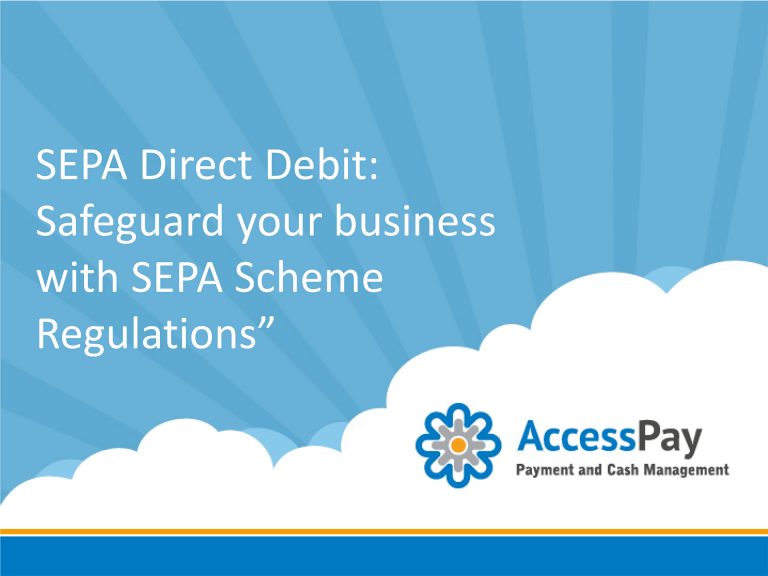 SEPA Direct Debit:
Safeguard your business
with SEPA Scheme
Regulations”
AccessPay
Payment and Cash Management